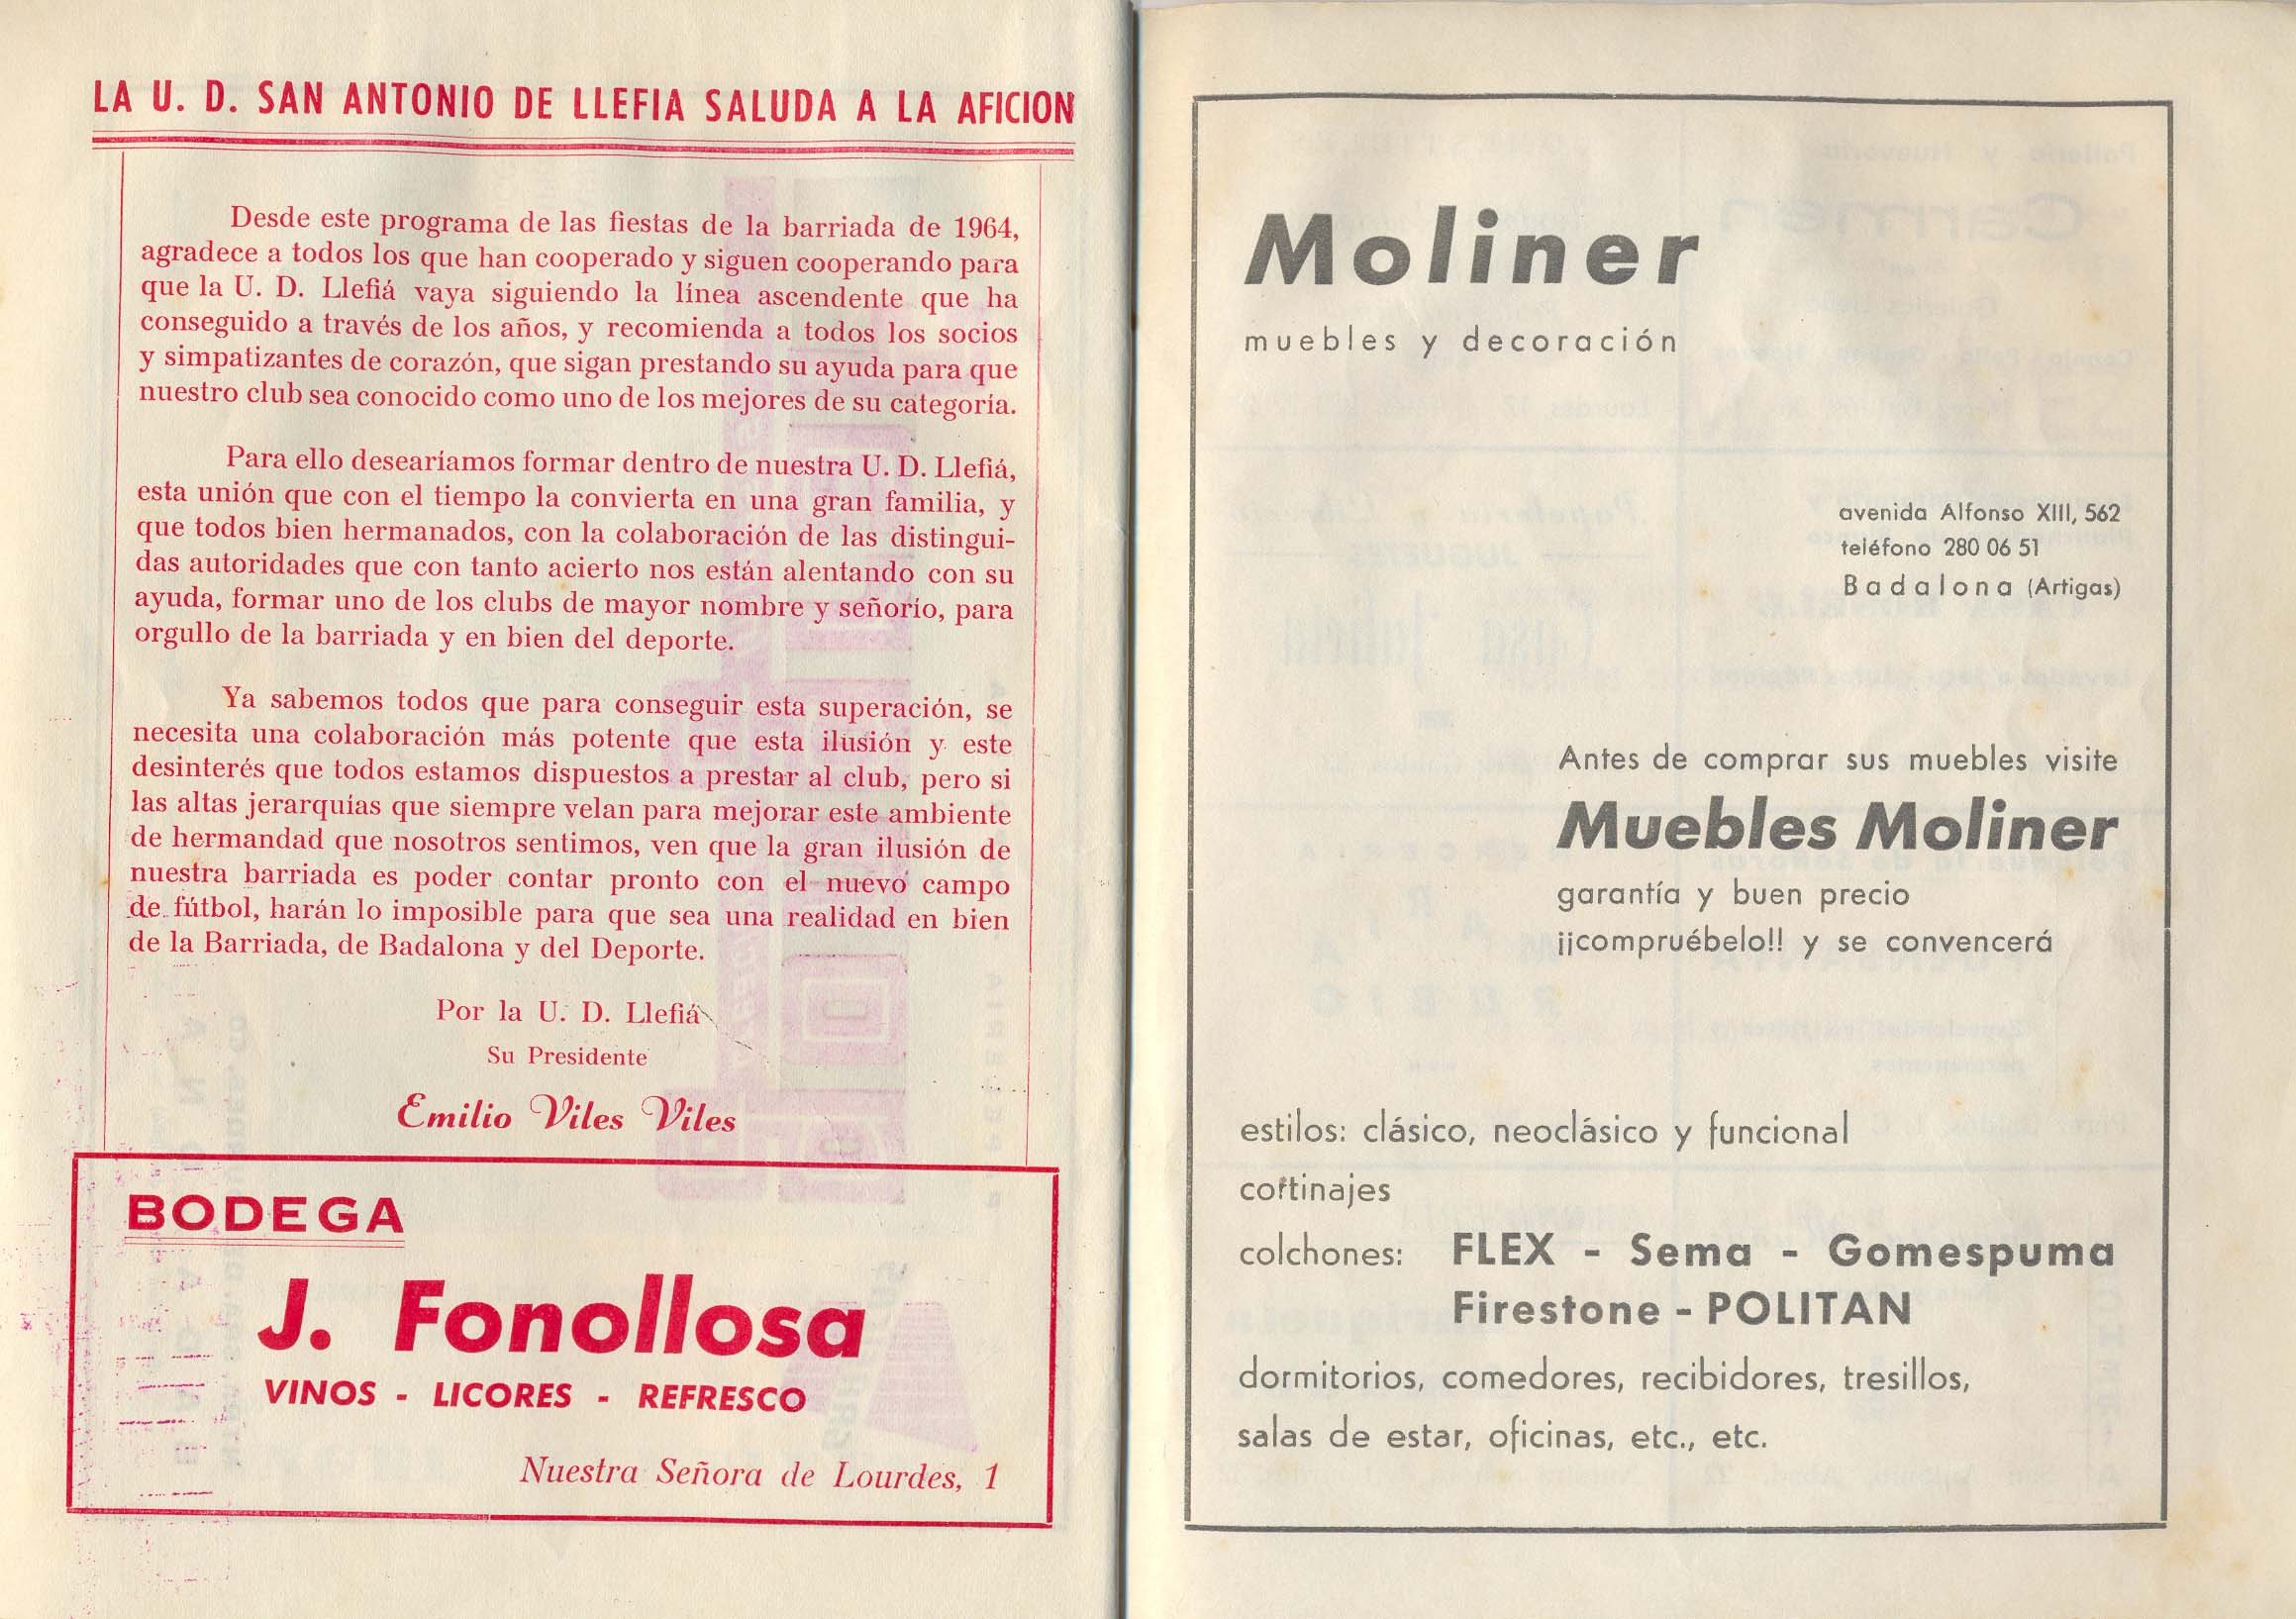 LA U. D. SAN ANTONIO DE LLEFIA SALUDA A LA AFICION
Desde este programa de las fiestas de la barriada de 1964,
agradece a todos los que han cooperado y siguen cooperando para
que la U. D. Llefiá vaya siguiendo la línea ascendente que ha
conseguido a través de los años, y recomienda a todos los socios
y simpatizantes de corazón, que sigan prestando su ayuda para que
nuestro club sea conocido como uno de los mejores de su categoría.
Para ello desearíamos formar dentro de nuestra U. D. Llefiá,
esta unión que con el tiempo la convierta en una gran familia, y
que todos bien hermanados, con la colaboración de las distingui-
das autoridades que con tanto acierto nos están alentando con su
ayuda, formar uno de los clubs de mayor nombre y señorío, para
orgullo de la barriada y en bien del deporte.
Ya sabemos todos que para conseguir esta superación, se
necesita una colaboración más potente que esta ilusión y este
desinterés que todos estamos dispuestos a prestar al club, pero si
las altas jerarquías que siempre velan para mejorar este ambiente
de hermandad que nosotros sentimos, ven que la gran ilusión de
nuestra barriada es poder contar pronto con el nuevo campo
de fútbol, harán lo imposible para que sea una realidad en bien
de la Barriada, de Badalona y del Deporte.
Por la U. D. Llefiá
Su Presidente
Emilio Viles Viles
BODEGA
J. Fonollosa
VINOS - LICORES - REFRESCO
Nuestra Señora de Lourdes, 1
Moliner
muebles y decoración
avenida Alfonso XIII, 562
teléfono 280 06 51
Badalona (Artigas)
Antes de comprar sus muebles visite
Muebles Moliner
garantía y buen precio
¡¡compruébelo!! y se convencerá
estilos: clásico, neoclásico y funcional
cortinajes
colchones: FLEX - Sema - Gomespuma
Firestone - POLITAN
dormitorios, comedores, recibidores, tresillos,
salas de estar, oficinas, etc., etc.